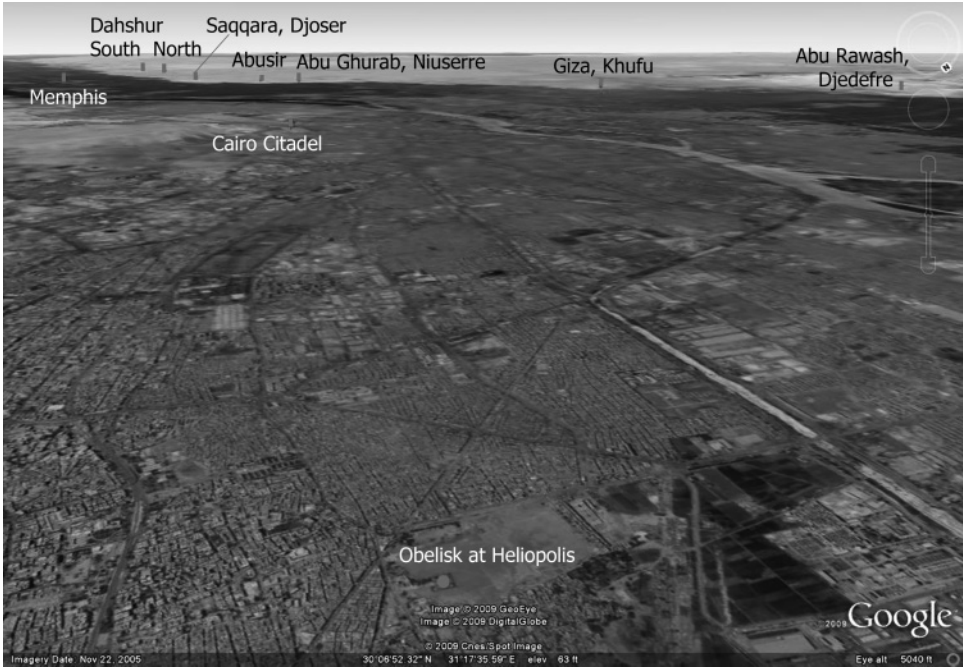 Dahshur
South North
Saqqara, Djoser
Abusir
Abu Ghurab, Niuserre
Giza, Khufu
Abu Rawash,
Djedefre
N
Memphis
Cairo Citadel
Obelisk at Heliopolis
Image © 2009 GeoEye
Image © 2009 DigitalGlobe
© 2009 Cnes/Spot Image
2009 Google
Imagery Date: Nov 22, 2005 30°06'52.32" N 31°17'35.59" E elev 63 ft Eye alt 5040 ft